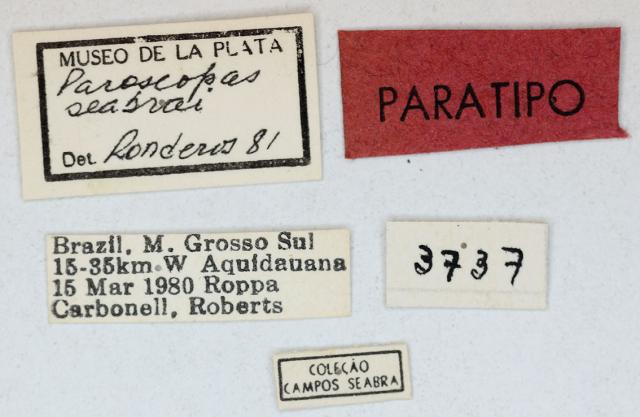 MUSEO DE LA PLATA
Paroscopas
seabrai
Det. Ronderos 81
PARATIPO
Brazil, M. Grosso Sul
15-35km W Aquidauana
15 Mar 1980 Roppa
Carbonell, Roberts
3737
COLEÇÃO
CAMPOS SEABRA